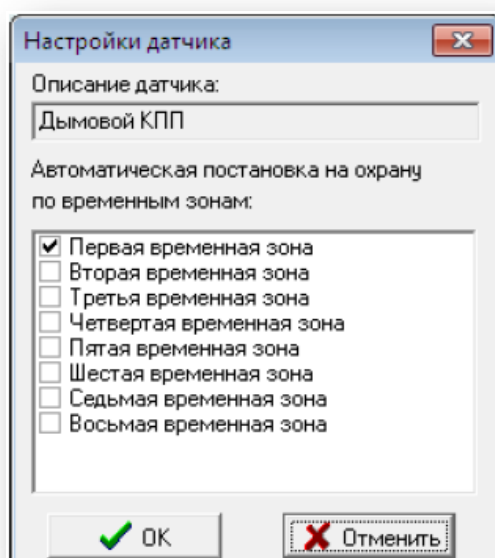 Настройки датчика
Описание датчика:
Дымовой КПП
Автоматическая постановка на охрану
по временным зонам:
Первая временная зона
Вторая временная зона
Третья временная зона
Четвертая временная зона
Пятая временная зона
Шестая временная зона
Седьмая временная зона
Восьмая временная зона
OK
Отменить